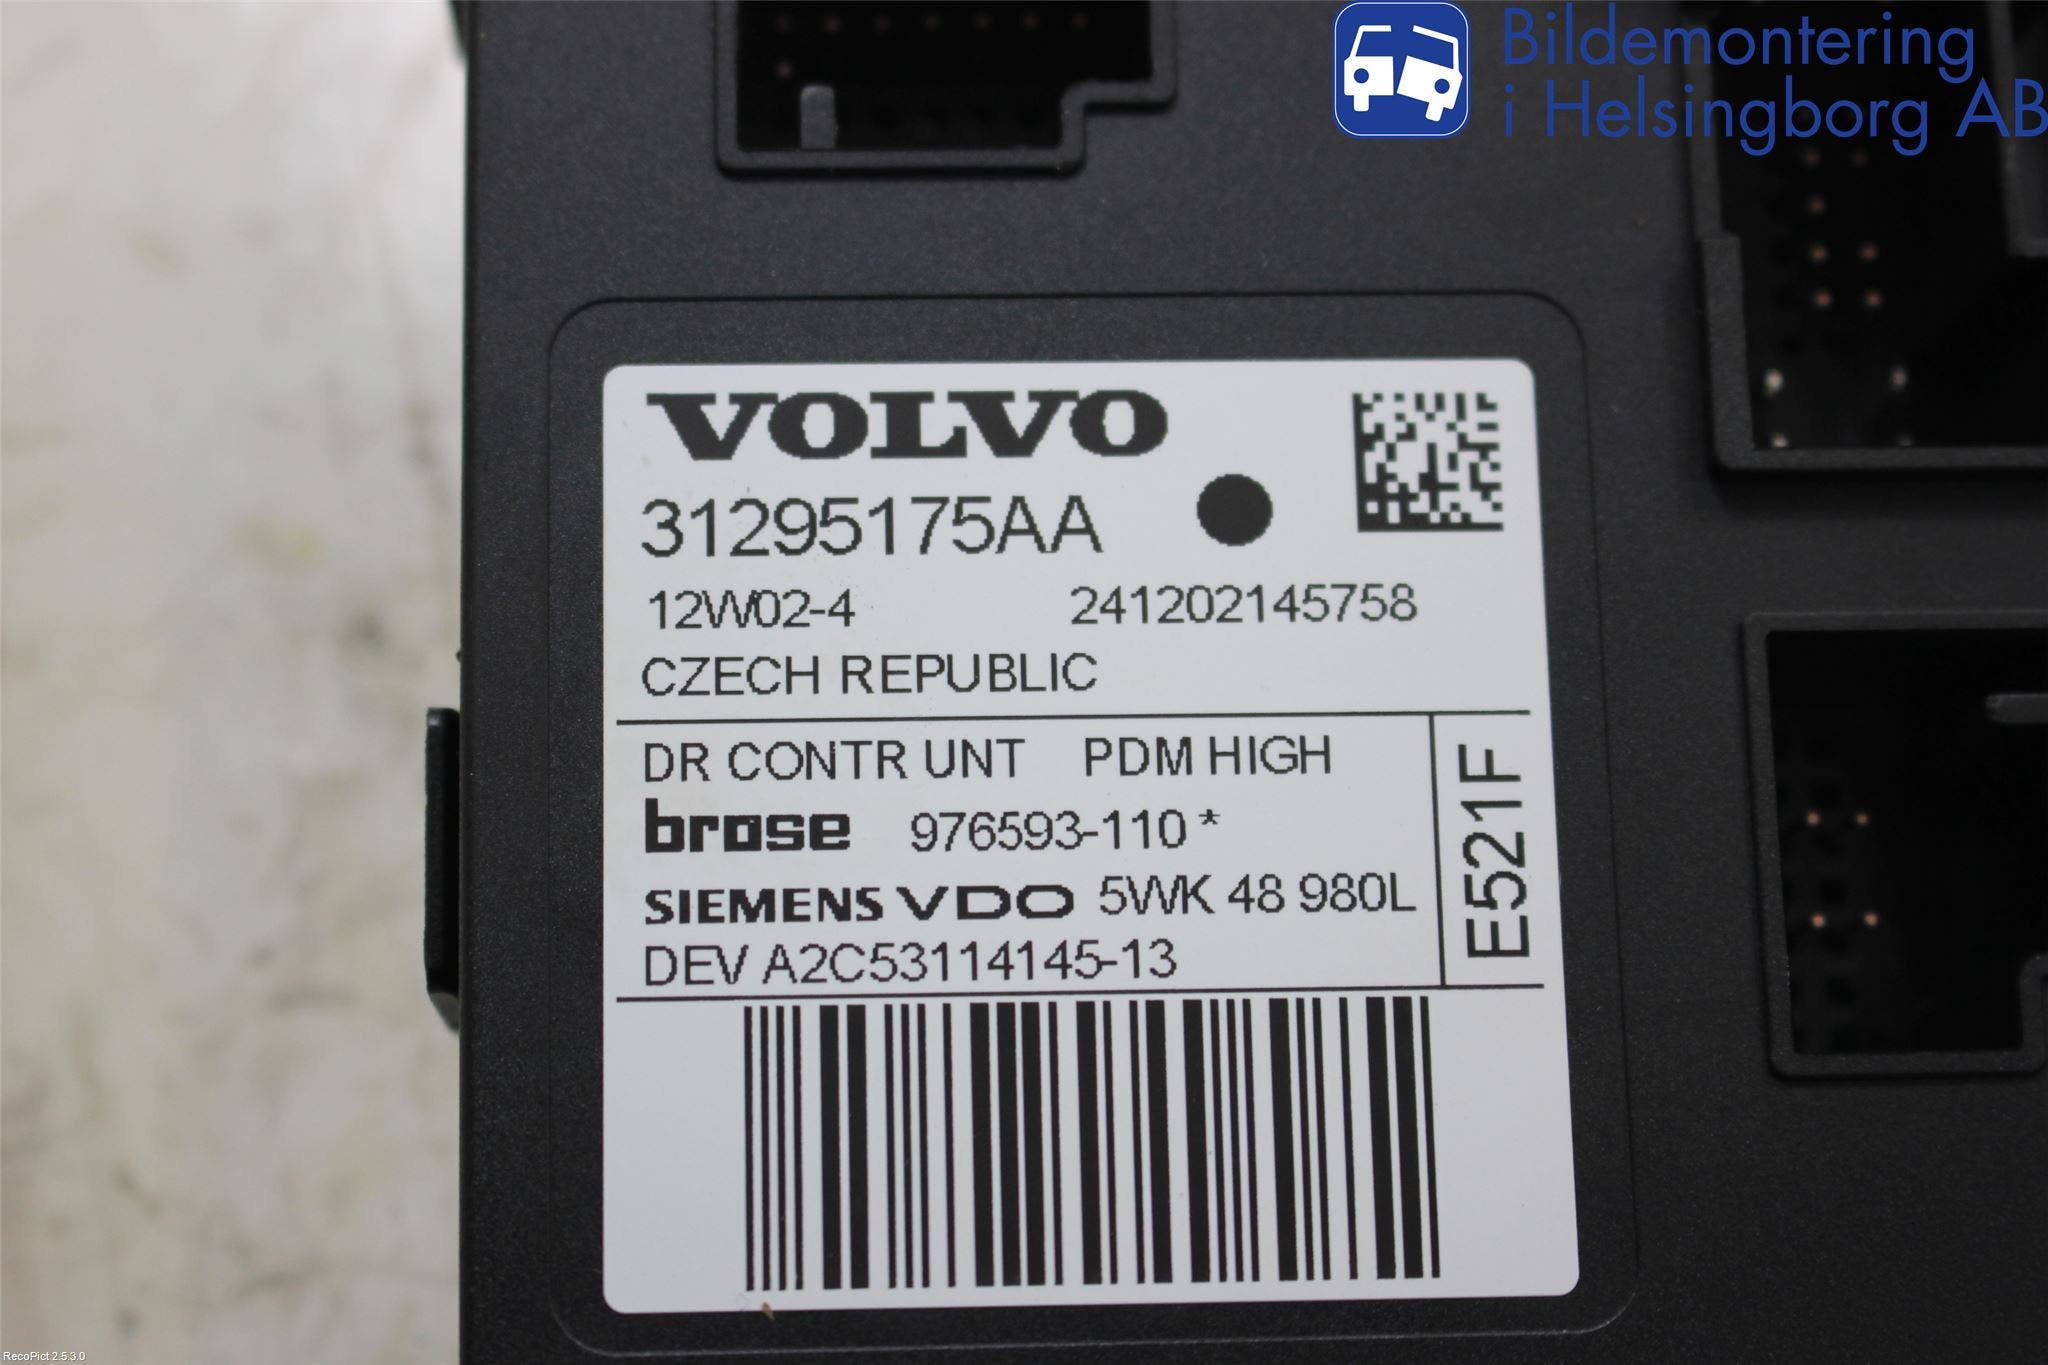 Bildemontering
i Helsingborg AB
VOLVO
31295175AA
12W02-4 241202145758
CZECH REPUBLIC
DR CONTR UNT PDM HIGH
brose 976593-110 *
SIEMENS VDO 5WK 48 980L
DEV A2C53114145-13
E521F
RecoPict 2.5.3.0